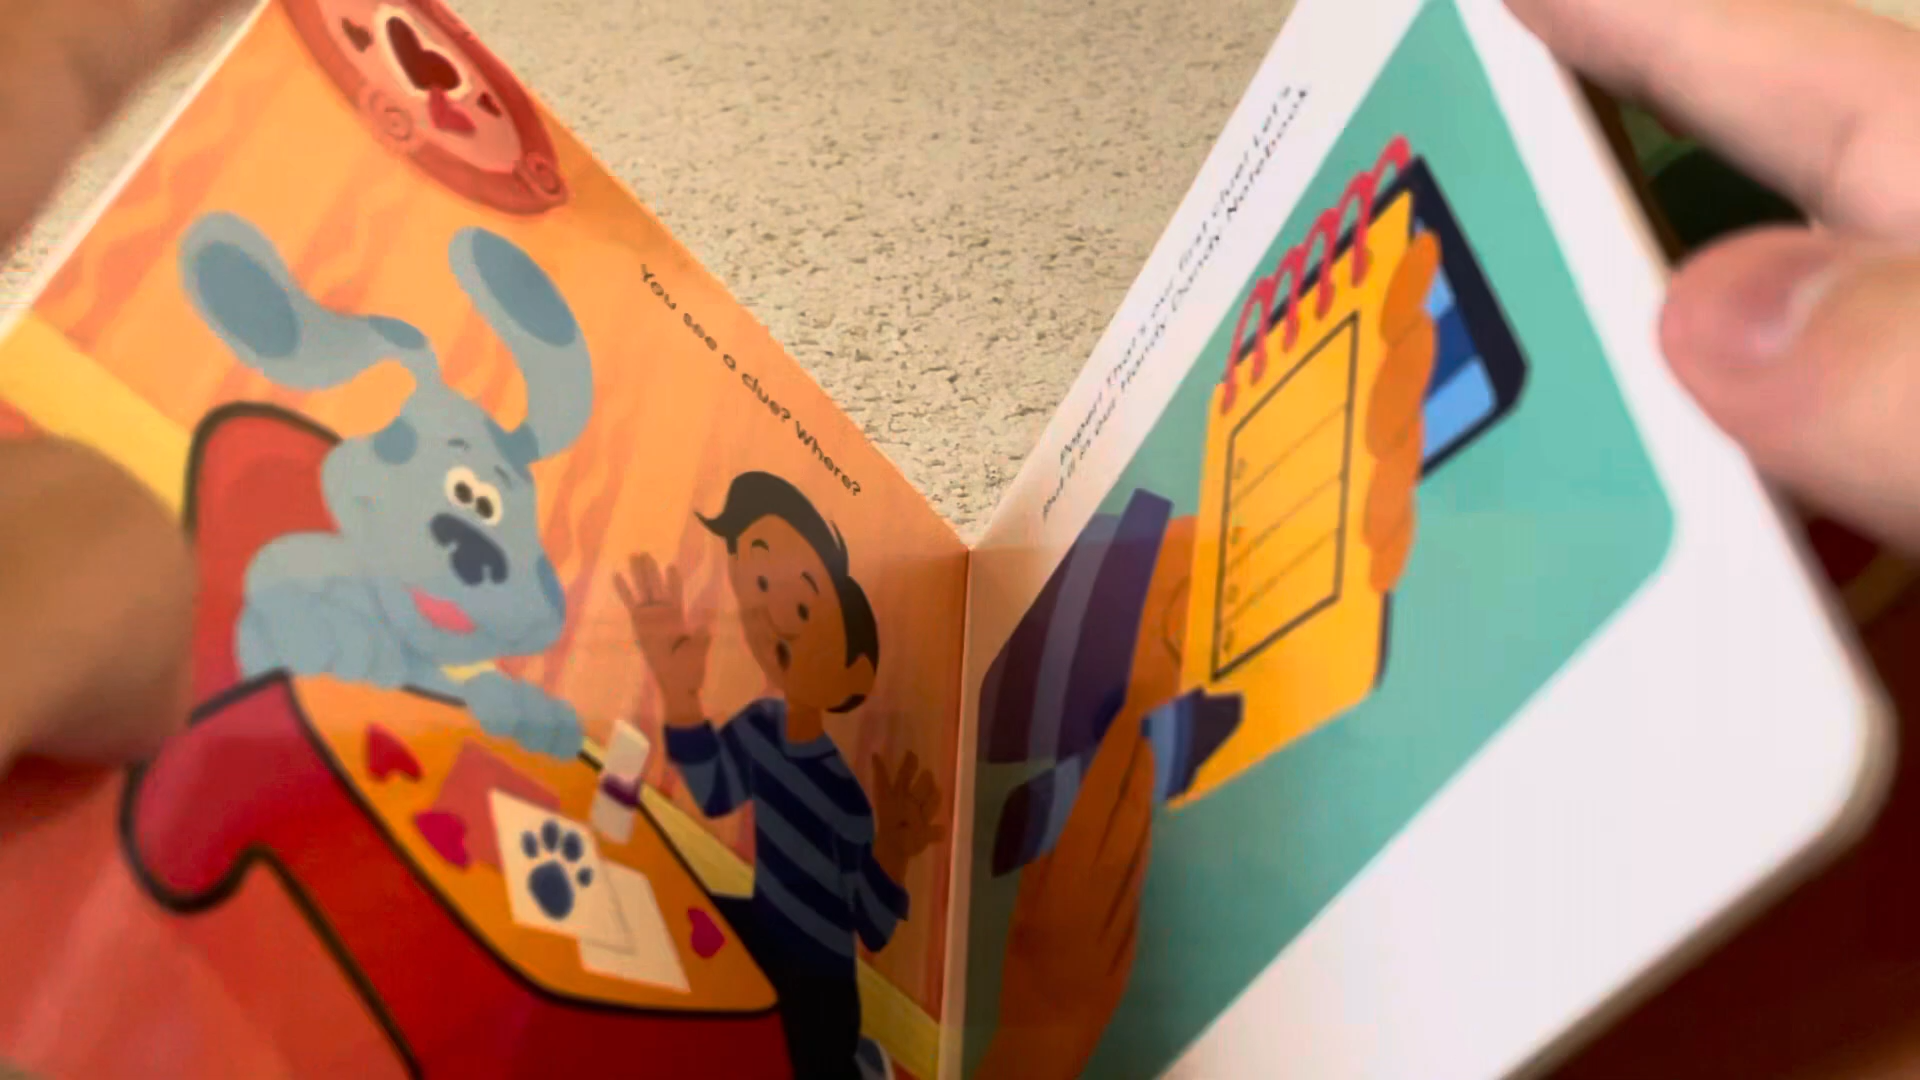 You see a clue? Where?
Paper! That's our first clue! Let's
put it in our Handy Dandy Notebook